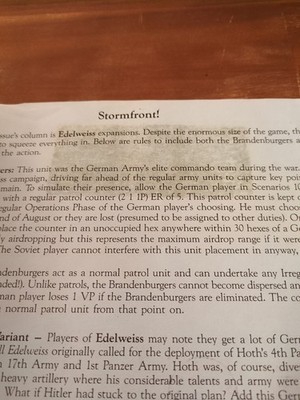 Stormfront!
ssue's column is Edelweiss expansions. Despite the enormous size of the game, th
to squeeze everything in. Below are rules to include both the Brandenburgers a
the action.
ers: This unit was the German Army's elite commando team during the war.
ss campaign, driving far ahead of the regular army units to capture key poi
main. To simulate their presence, allow the German player in Scenarios 10
with a regular patrol counter (2 1 1P) ER of 5. This patrol counter is kept o
egular Operations Phase of the German player's choosing. He must choo
nd of August or they are lost (presumed to be assigned to other duties). O
place the counter in an unoccupied hex anywhere within 30 hexes of a G
ly airdropping but this represents the maximum airdrop range if it were
The Soviet player cannot interfere with this unit placement in anyway,
ndenburgers act as a normal patrol unit and can undertake any Irreg
nded!). Unlike patrols, the Brandenburgers cannot become dispersed an
man player loses 1 VP if the Brandenburgers are eliminated. The co
normal patrol unit from that point on.
Variant – Players of Edelweiss may note they get a lot of Ger
ll Edelweiss originally called for the deployment of Hoth's 4th Pa
n 17th Army and 1st Panzer Army. Hoth was, of course, dive
heavy artillery where his considerable talents and army were
What if Hitler had stuck to the original plan? Add this Ger